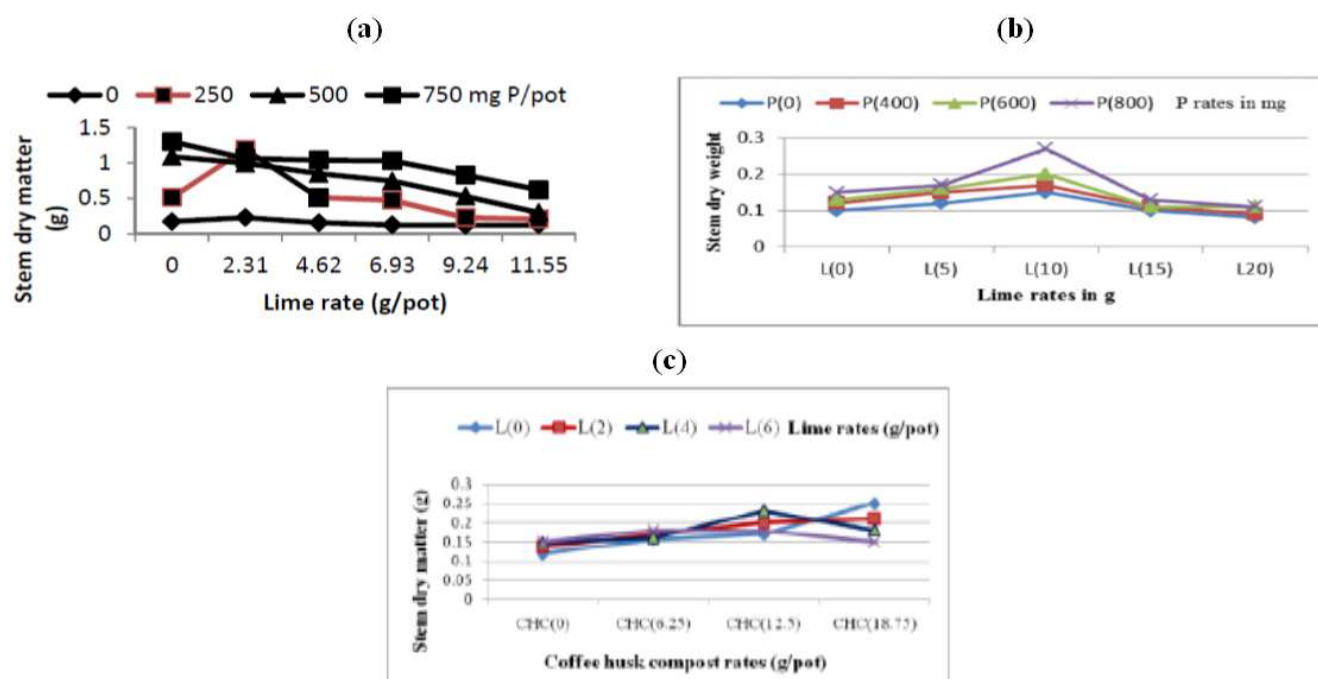 (a)
0 250 500 750 mg P/pot
1.5
1
0.5
0
Stem dry matter
(g)
0 2.31 4.62 6.93 9.24 11.55
Lime rate (g/pot)
(b)
P(0) P(400) P(600) P(800) P rates in mg
0.3
0.2
0.1
0
Stem dry weight
L(0) L(5) L(10) L(15) L20)
Lime rates in g
(c)
L(0) L(2) L(4) L(6) Lime rates (g/pot)
0.3
0.25
0.2
0.15
0.1
0.05
0
Stem dry matter (g)
CHC(0) CHC(6.25) CHC(12.5) CHC(18.75)
Coffee husk compost rates (g/pot)